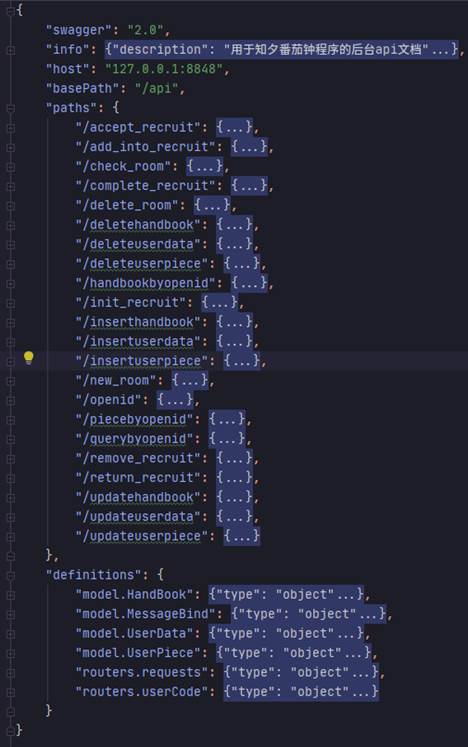 {
"swagger": "2.0",
"info": {"description": "用于知夕番茄钟程序的后台api文档"...},
"host": "127.0.0.1:8848",
"basePath": "/api",
"paths": {
"/accept_recruit": {...},
"/add_into_recruit": {...},
"/check_room": {...},
"/complete_recruit": {...},
"/delete_room": {...},
"/deletehandbook": {...},
"/deleteuserdata": {...},
"/deleteuserpiece": {...},
"/handbookbyopenid": {...},
"/init_recruit": {...},
"/inserthandbook": {...},
"/insertuserdata": {...},
"/insertuserpiece": {...},
"/new_room": {...},
"/openid": {...},
"/piecebyopenid": {...},
"/querybyopenid": {...},
"/remove_recruit": {...},
"/return_recruit": {...},
"/updatehandbook": {...},
"/updateuserdata": {...},
"/updateuserpiece": {...}
},
"definitions": {
"model.HandBook": {"type": "object"...},
"model.MessageBind": {"type": "object"...},
"model.UserData": {"type": "object"...},
"model.UserPiece": {"type": "object"...},
"routers.requests": {"type": "object"...},
"routers.userCode": {"type": "object"...}
}
}